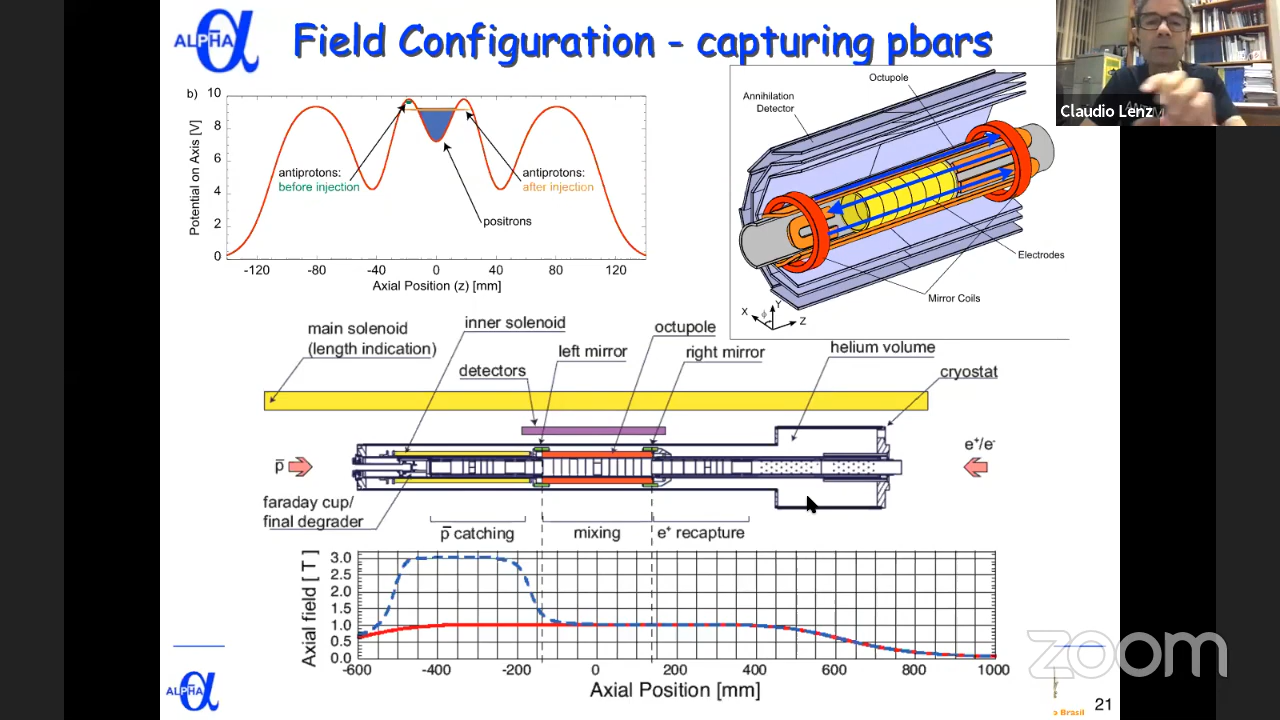 ALPHA
Field Configuration - capturing pbars
Claudio Lenz
b)
10
8
6
4
2
0
Potential on Axis [V]
antiprotons:
before injection
antiprotons:
after injection
positrons
-120 -80 -40 0 40 80 120
Axial Position (z) [mm]
Octupole
Annihilation
Detector
Electrodes
Mirror Coils
X φ Y Z
main solenoid
(length indication)
inner solenoid
detectors
left mirror
octupole
right mirror
helium volume
cryostat
p̅
e⁺/e⁻
faraday cup/
final degrader
p̅ catching
mixing
e⁺ recapture
Axial field [ T ]
3.0
2.5
2.0
1.5
1.0
0.5
0.0
-600 -400 -200 0 200 400 600 800 1000
Axial Position [mm]
zoom
ALPHA
o Brasil
21